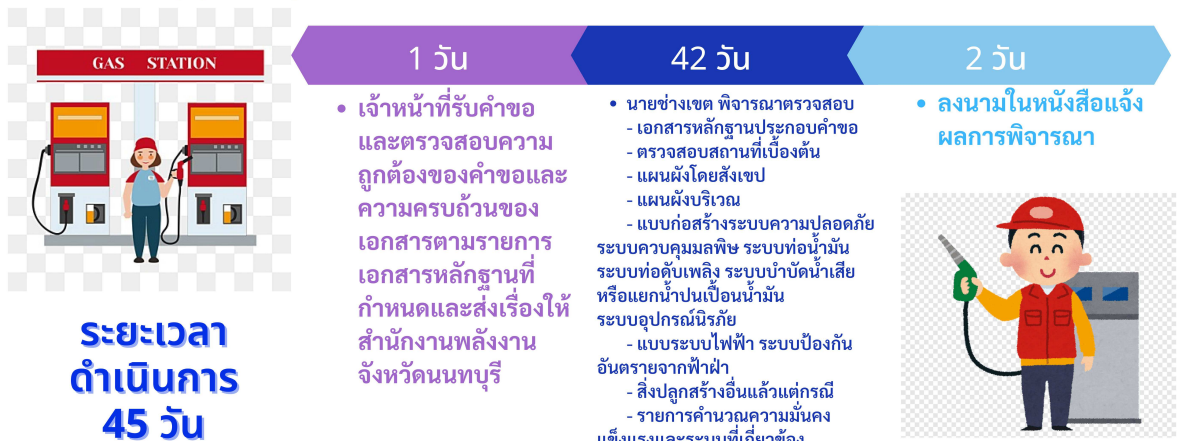 GAS STATION
ระยะเวลา
ดำเนินการ
45 วัน
1 วัน
• เจ้าหน้าที่รับคำขอ
และตรวจสอบความ
ถูกต้องของคำขอและ
ความครบถ้วนของ
เอกสารตามรายการ
เอกสารหลักฐานที่
กำหนดและส่งเรื่องให้
สำนักงานพลังงาน
จังหวัดนนทบุรี
42 วัน
• นายช่างเขต พิจารณาตรวจสอบ
- เอกสารหลักฐานประกอบคำขอ
- ตรวจสอบสถานที่เบื้องต้น
- แผนผังโดยสังเขป
- แผนผังบริเวณ
- แบบก่อสร้างระบบความปลอดภัย
ระบบควบคุมมลพิษ ระบบท่อน้ำมัน
ระบบท่อดับเพลิง ระบบบำบัดน้ำเสีย
หรือแยกน้ำปนเปื้อนน้ำมัน
ระบบอุปกรณ์นิรภัย
- แบบระบบไฟฟ้า ระบบป้องกัน
อันตรายจากฟ้าฝ่า
- สิ่งปลูกสร้างอื่นแล้วแต่กรณี
- รายการคำนวณความมั่นคง
แข็งแรงและระบบที่เกี่ยวข้อง
2 วัน
• ลงนามในหนังสือแจ้ง
ผลการพิจารณา